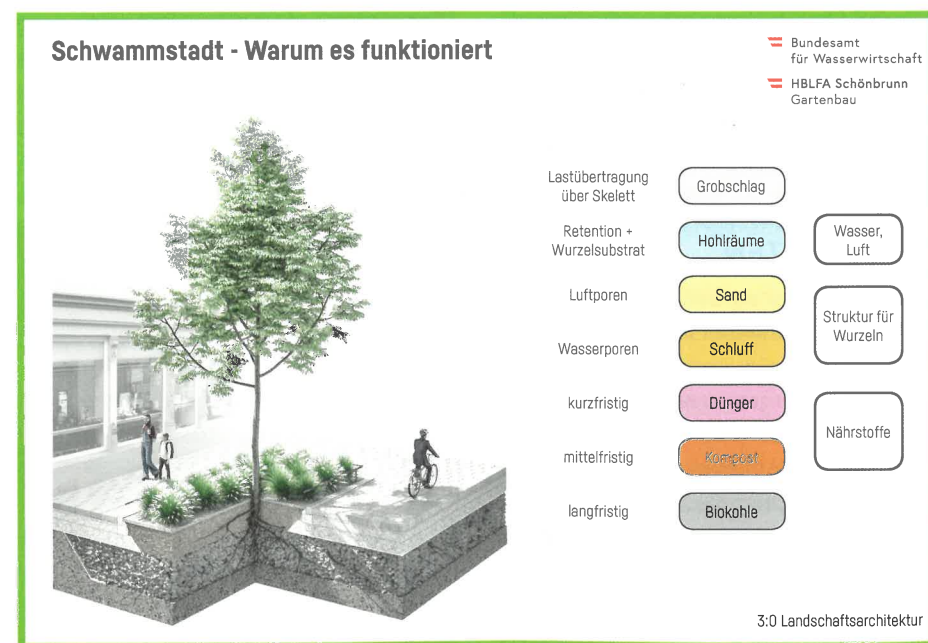 Schwammstadt - Warum es funktioniert
Bundesamt
für Wasserwirtschaft
HBLFA Schönbrunn
Gartenbau
Lastübertragung
über Skelett
Grobschlag
Retention +
Wurzelsubstrat
Hohlräume
Wasser,
Luft
Luftporen
Sand
Struktur für
Wurzeln
Wasserporen
Schluff
kurzfristig
Dünger
Nährstoffe
mittelfristig
Kompost
langfristig
Biokohle
3:0 Landschaftsarchitektur